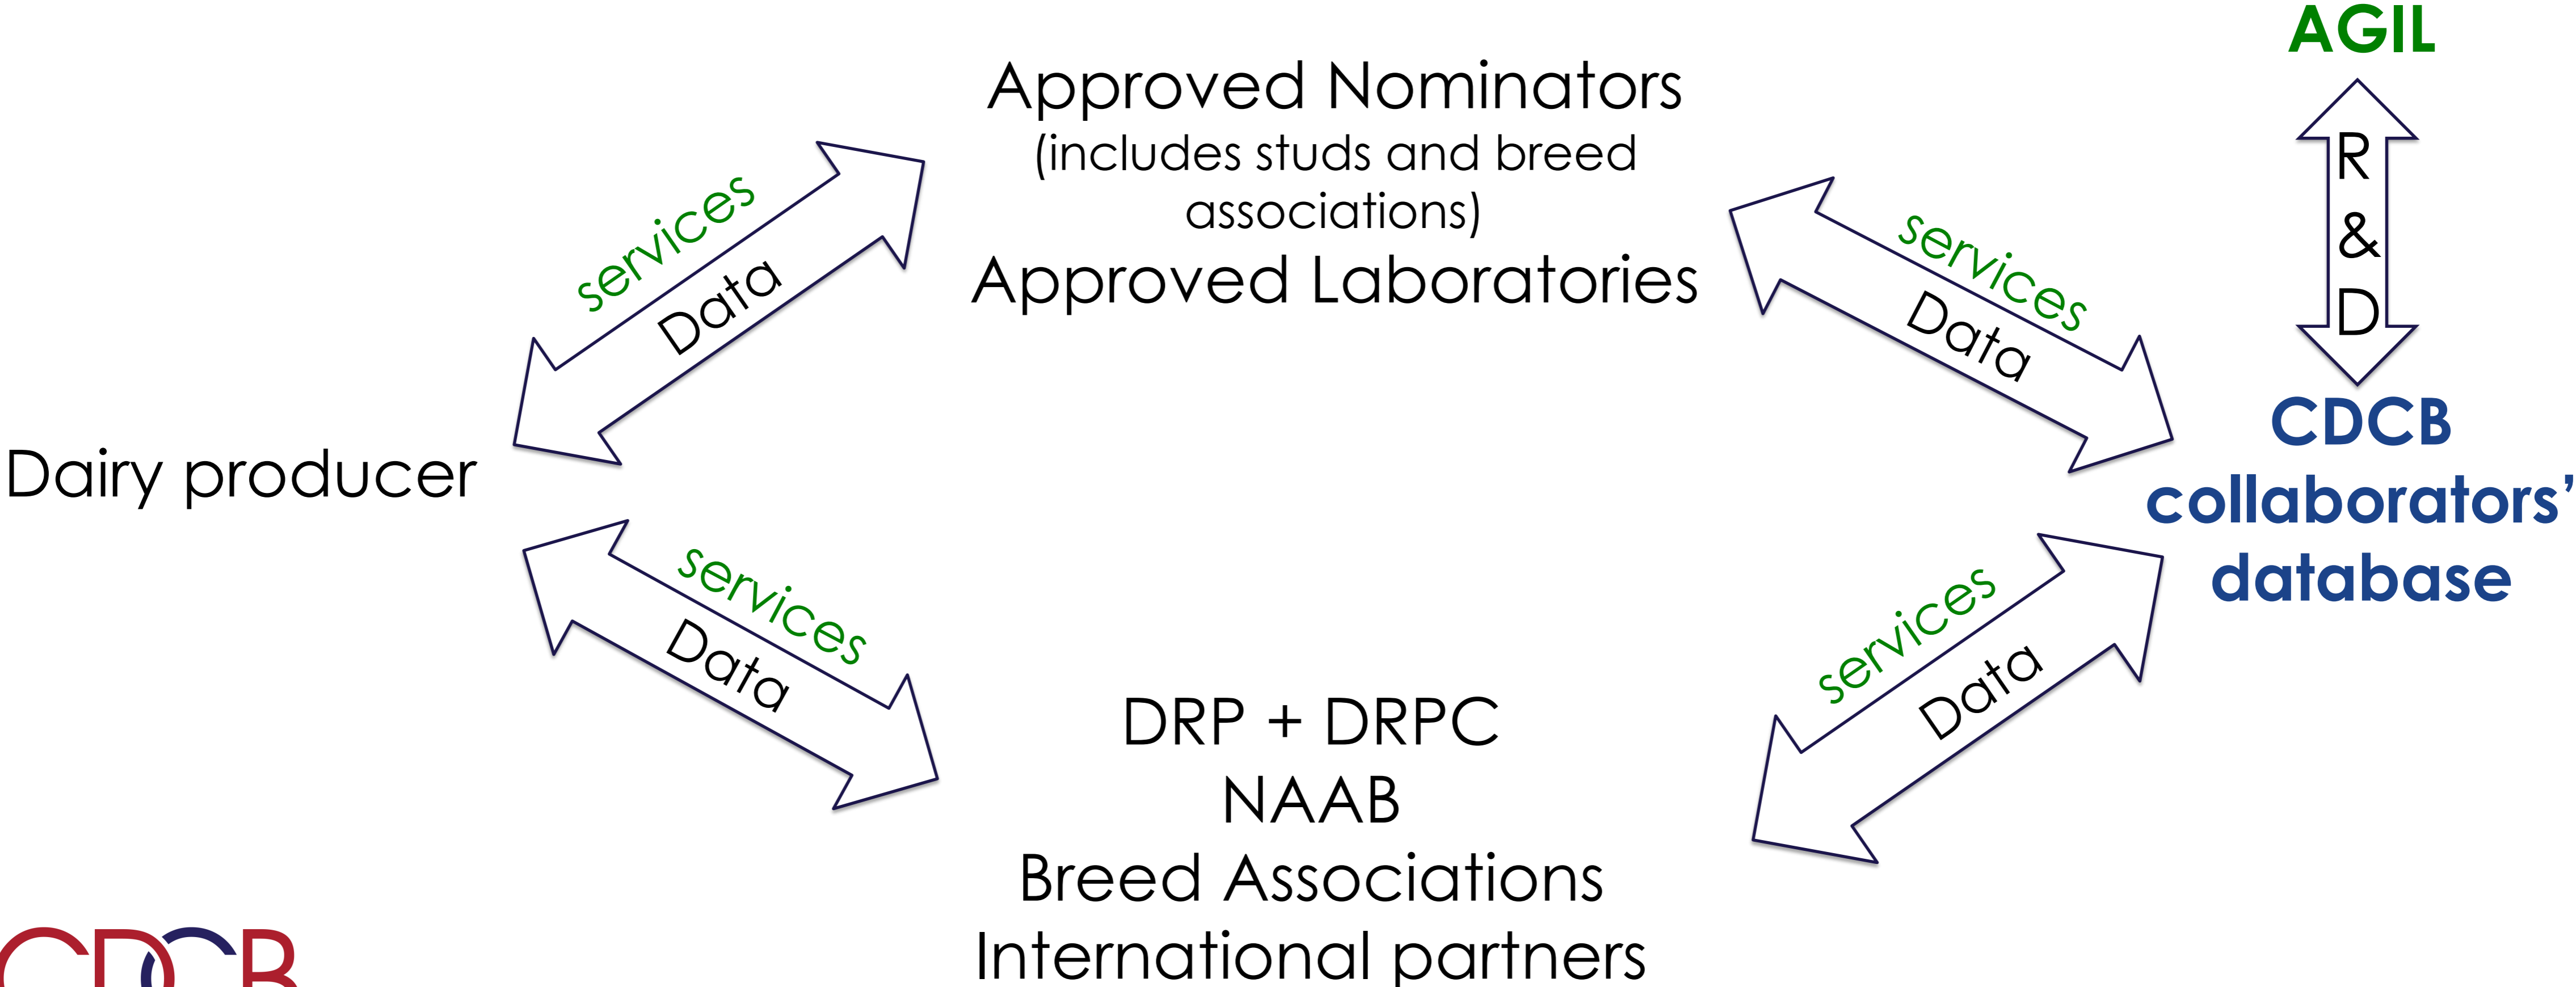 AGIL
Approved Nominators
(includes studs and breed
associations)
Approved Laboratories
services
Data
services
Data
R
&
D
Dairy producer
CDCB
collaborators'
database
services
Data
services
Data
DRP + DRPC
NAAB
Breed Associations
International partners
CDCB